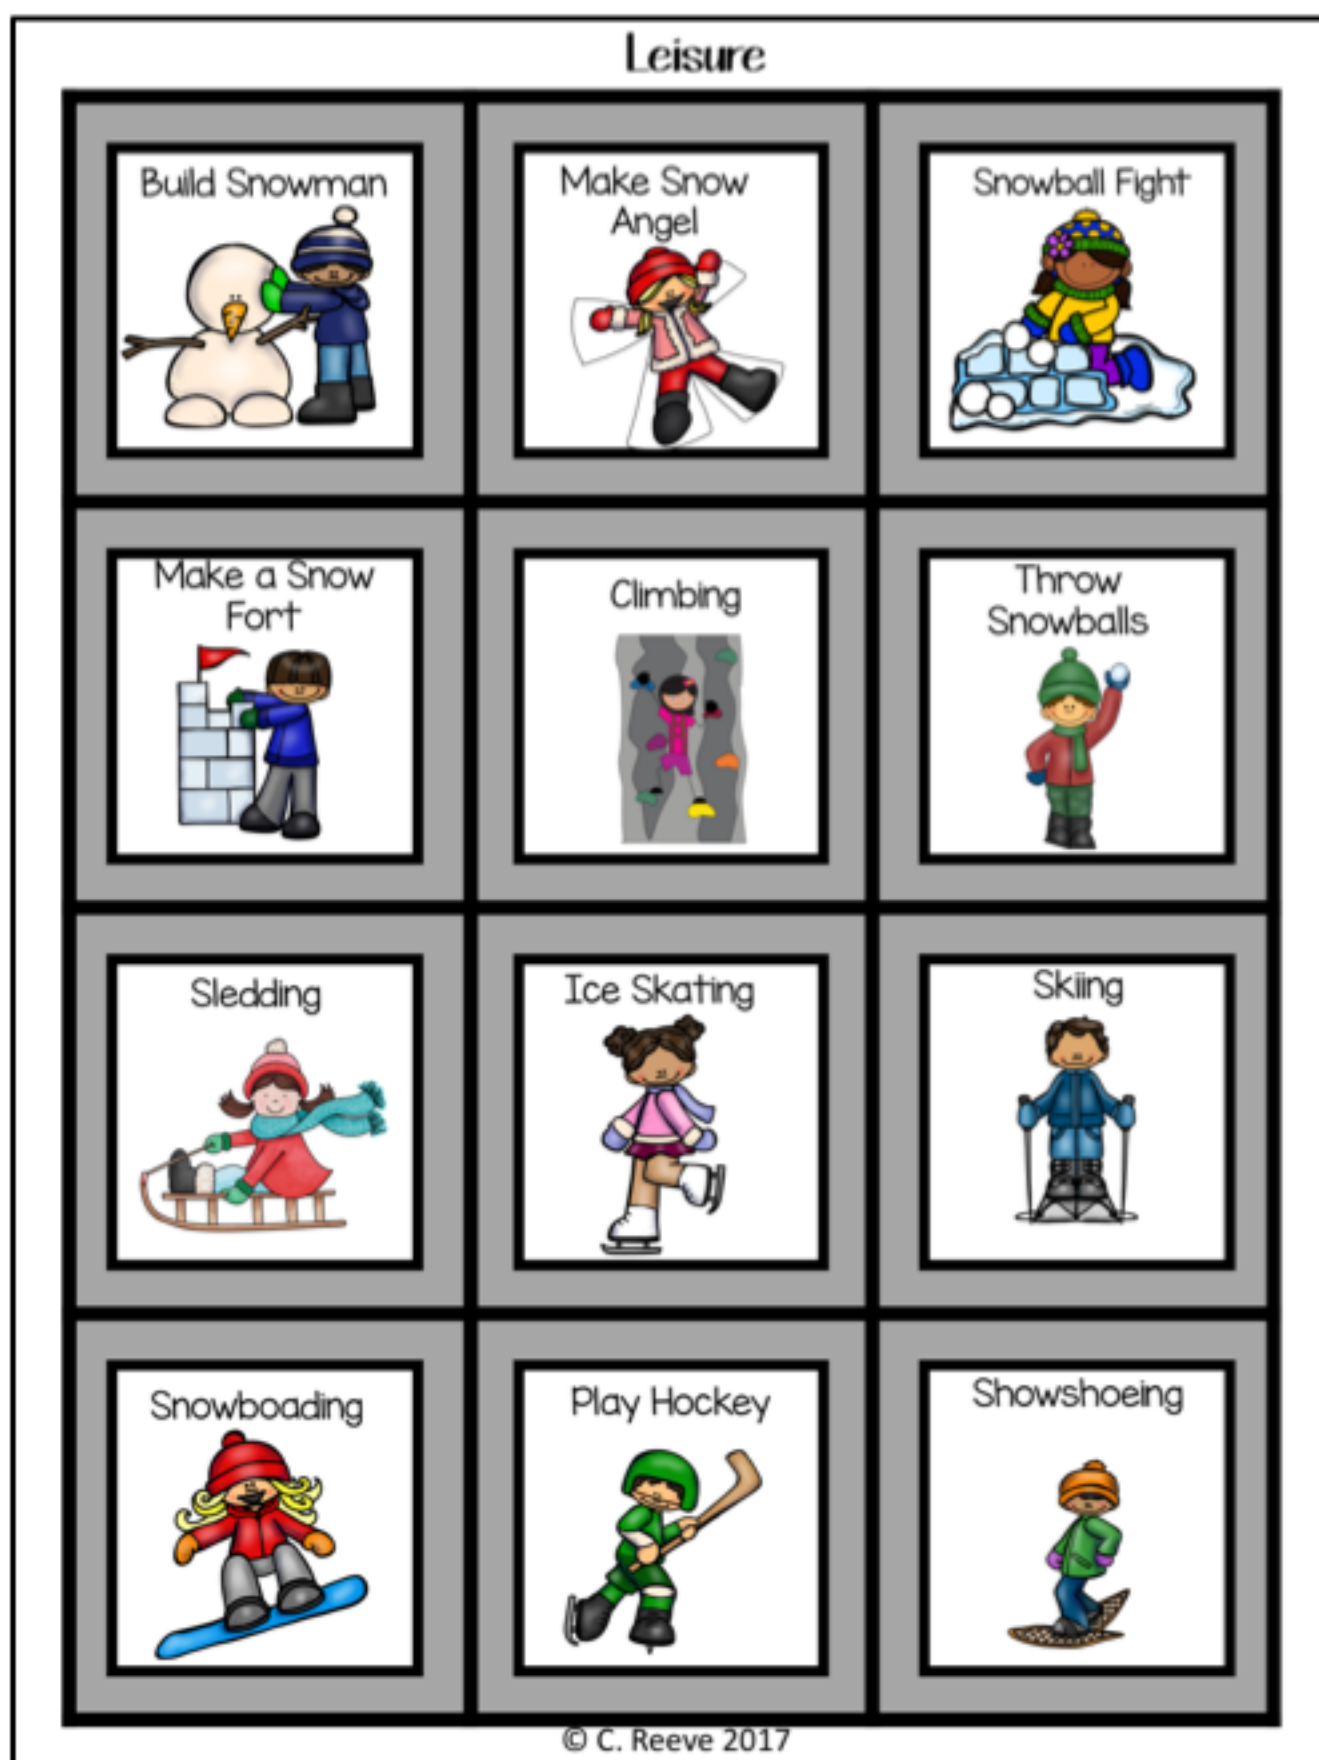 Leisure
Build Snowman
Make Snow
Angel
Snowball Fight
Make a Snow
Fort
Climbing
Throw
Snowballs
Sledding
Ice Skating
Skiing
Snowboading
Play Hockey
Showshoeing
© C. Reeve 2017